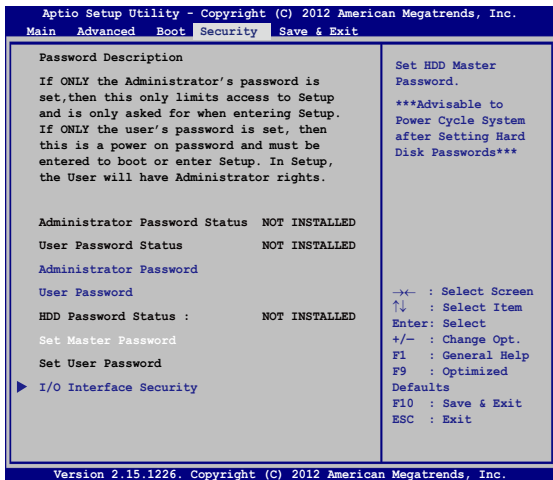 Aptio Setup Utility - Copyright (C) 2012 American Megatrends, Inc.
Main Advanced Boot Security Save & Exit
Password Description
If ONLY the Administrator's password is
set,then this only limits access to Setup
and is only asked for when entering Setup.
If ONLY the user's password is set, then
this is a power on password and must be
entered to boot or enter Setup. In Setup,
the User will have Administrator rights.
Administrator Password Status NOT INSTALLED
User Password Status NOT INSTALLED
Administrator Password
User Password
HDD Password Status : NOT INSTALLED
Set Master Password
Set User Password
I/O Interface Security
Set HDD Master
Password.
***Advisable to
Power Cycle System
after Setting Hard
Disk Passwords***
→← : Select Screen
↑↓ : Select Item
Enter: Select
+/— : Change Opt.
F1 : General Help
F9 : Optimized
Defaults
F10 : Save & Exit
ESC : Exit
Version 2.15.1226. Copyright (C) 2012 American Megatrends, Inc.